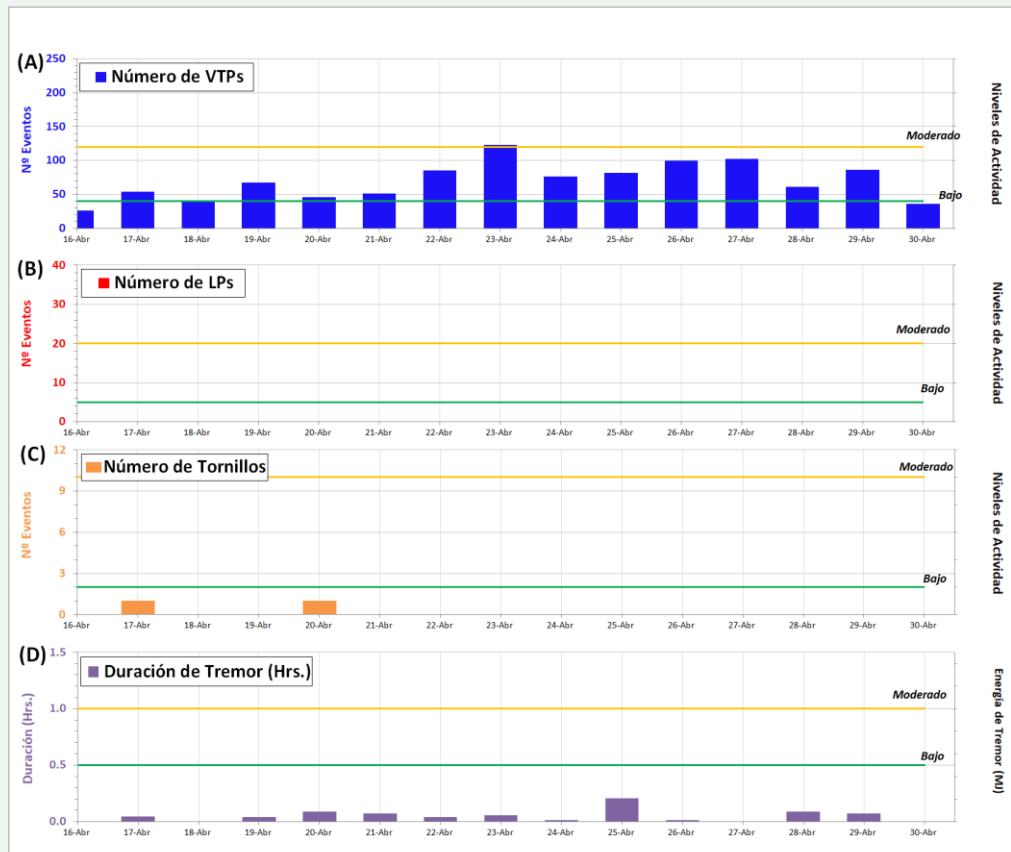 (A)
Número de VTPs
Nº Eventos
250
200
150
100
50
0
Moderado
Bajo
Niveles de Actividad
16-Abr 17-Abr 18-Abr 19-Abr 20-Abr 21-Abr 22-Abr 23-Abr 24-Abr 25-Abr 26-Abr 27-Abr 28-Abr 29-Abr 30-Abr
(B)
Número de LPs
Nº Eventos
40
30
20
10
0
Moderado
Bajo
Niveles de Actividad
16-Abr 17-Abr 18-Abr 19-Abr 20-Abr 21-Abr 22-Abr 23-Abr 24-Abr 25-Abr 26-Abr 27-Abr 28-Abr 29-Abr 30-Abr
(C)
Número de Tornillos
Nº Eventos
12
9
6
3
0
Moderado
Bajo
Niveles de Actividad
16-Abr 17-Abr 18-Abr 19-Abr 20-Abr 21-Abr 22-Abr 23-Abr 24-Abr 25-Abr 26-Abr 27-Abr 28-Abr 29-Abr 30-Abr
(D)
Duración de Tremor (Hrs.)
Duración (Hrs.)
1.5
1.0
0.5
0.0
Moderado
Bajo
Energía de Tremor (MJ)
16-Abr 17-Abr 18-Abr 19-Abr 20-Abr 21-Abr 22-Abr 23-Abr 24-Abr 25-Abr 26-Abr 27-Abr 28-Abr 29-Abr 30-Abr